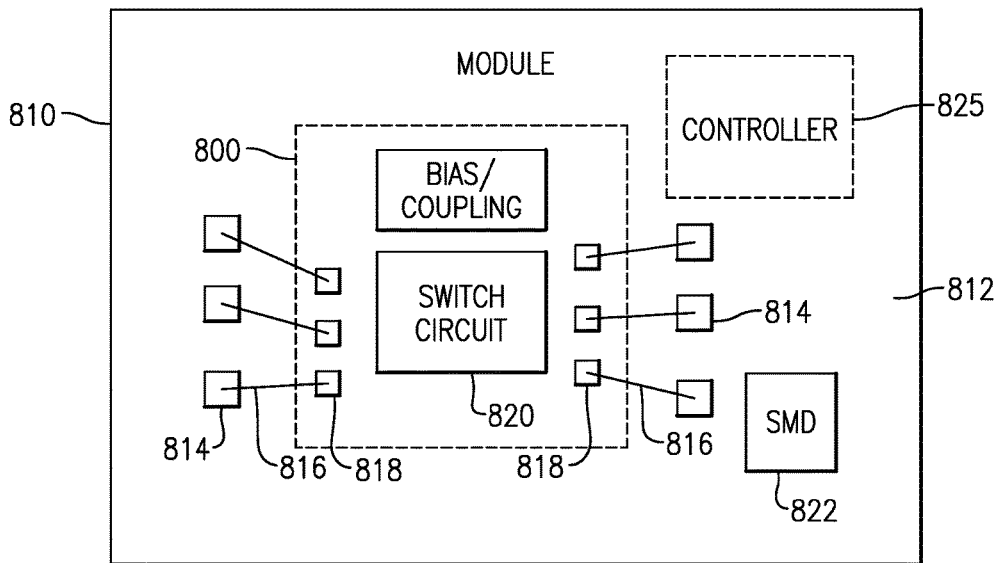 MODULE
810
800
BIAS/
COUPLING
CONTROLLER
825
SWITCH
CIRCUIT
812
814
820
814
816
818
818
816
SMD
822